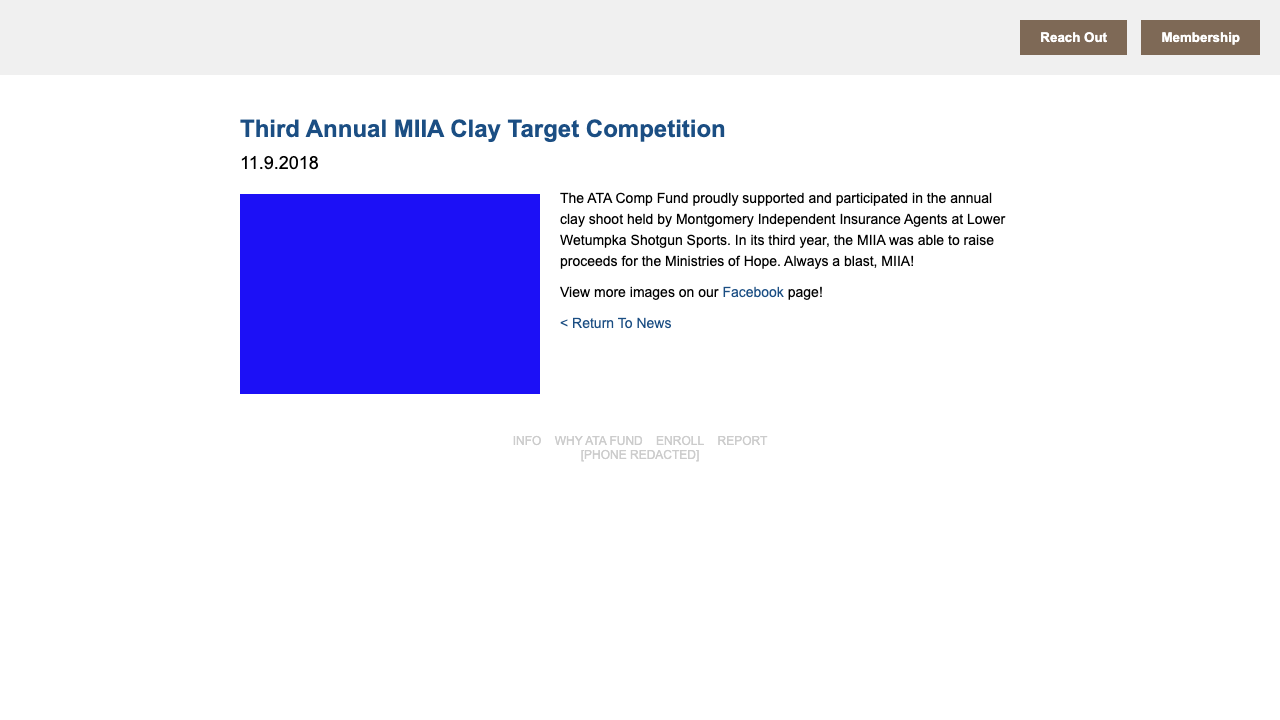 Reach Out
Membership
Third Annual MIIA Clay Target Competition
11.9.2018
The ATA Comp Fund proudly supported and participated in the annual
clay shoot held by Montgomery Independent Insurance Agents at Lower
Wetumpka Shotgun Sports. In its third year, the MIIA was able to raise
proceeds for the Ministries of Hope. Always a blast, MIIA!
View more images on our Facebook page!
< Return To News
INFO WHY ATA FUND ENROLL REPORT
[PHONE REDACTED]